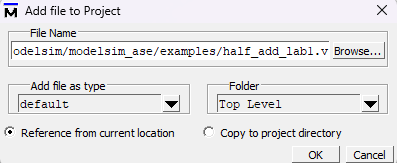 Add file to Project
File Name
odelsim/modelsim_ase/examples/half_add_lab1.v
Browse...
Add file as type
Folder
default
Top Level
Reference from current location
Copy to project directory
OK
Cancel